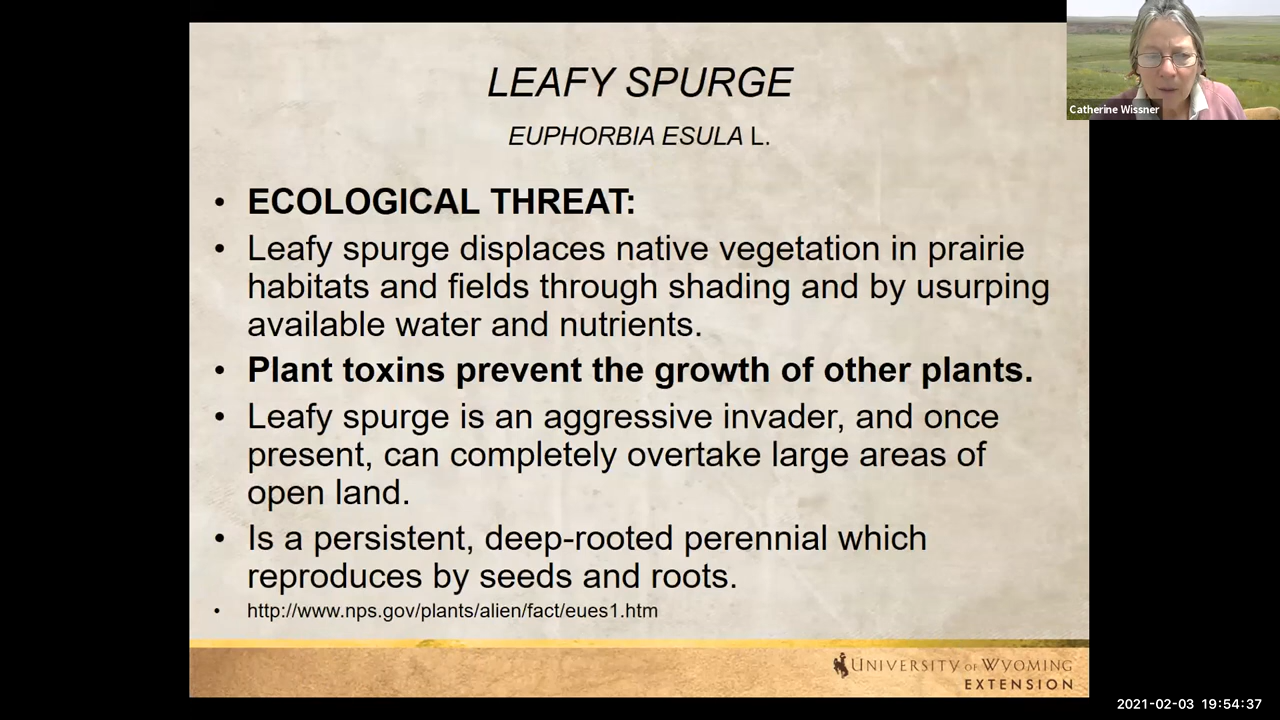 LEAFY SPURGE
EUPHORBIA ESULA L.
• ECOLOGICAL THREAT:
• Leafy spurge displaces native vegetation in prairie
habitats and fields through shading and by usurping
available water and nutrients.
• Plant toxins prevent the growth of other plants.
• Leafy spurge is an aggressive invader, and once
present, can completely overtake large areas of
open land.
• Is a persistent, deep-rooted perennial which
reproduces by seeds and roots.
• http://www.nps.gov/plants/alien/fact/eues1.htm
UNIVERSITY OF WYOMING
EXTENSION
Catherine Wissner
2021-02-03 19:54:37